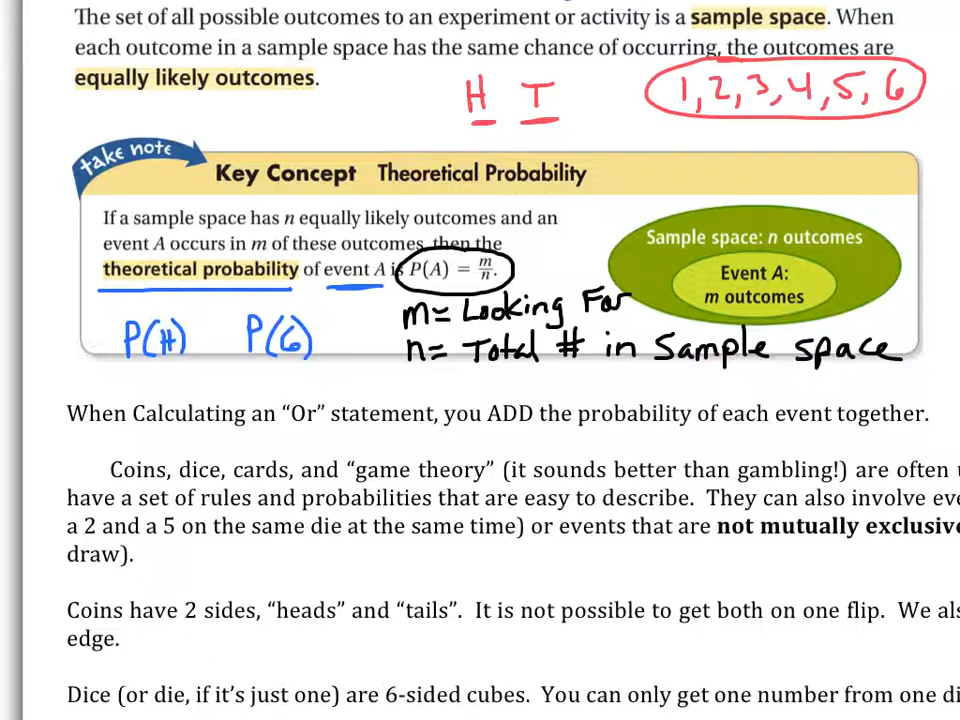 The set of all possible outcomes to an experiment or activity is a sample space. When
each outcome in a sample space has the same chance of occurring, the outcomes are
equally likely outcomes.
H T 1, 2, 3, 4, 5, 6
take note
Key Concept Theoretical Probability
If a sample space has n equally likely outcomes and an
event A occurs in m of these outcomes, then the
theoretical probability of event A is P(A) = m/n.
Sample space: n outcomes
Event A:
m outcomes
m= Looking For
P(H) P(6) n= Total # in Sample space
When Calculating an “Or” statement, you ADD the probability of each event together.
Coins, dice, cards, and “game theory” (it sounds better than gambling!) are often
have a set of rules and probabilities that are easy to describe. They can also involve
a 2 and a 5 on the same die at the same time) or events that are not mutually exclusive
draw).
Coins have 2 sides, “heads” and “tails”. It is not possible to get both on one flip. We
edge.
Dice (or die, if it’s just one) are 6-sided cubes. You can only get one number from one